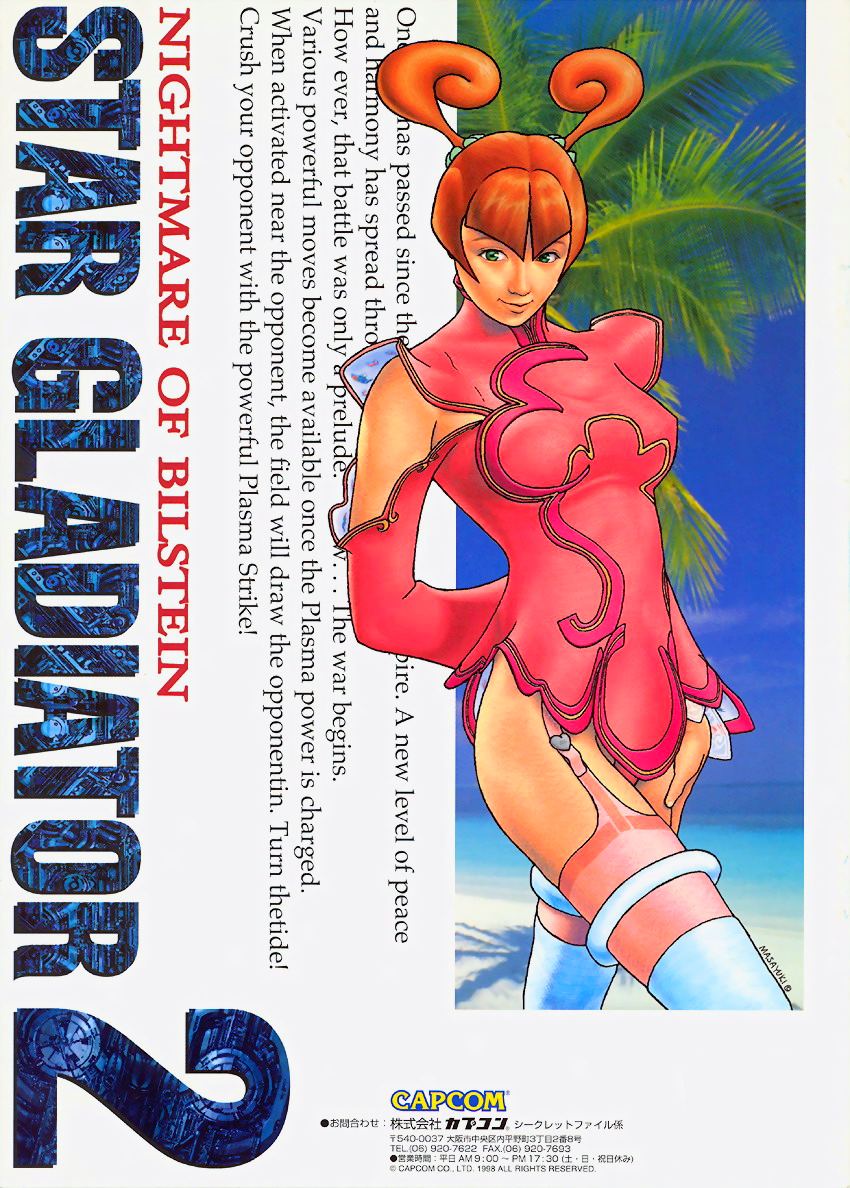 STAR GLADIATOR 2
NIGHTMARE OF BILSTEIN
One has passed since the pire. A new level of peace
and harmony has spread thro
How ever, that battle was only a prelude. w... The war begins.
Various powerful moves become available once the Plasma power is charged.
When activated near the opponent, the field will draw the opponentin. Turn thetide!
Crush your opponent with the powerful Plasma Strike!
MASAYUKI ©
CAPCOM®
●お問合わせ：株式会社カプコン® シークレットファイル係
〒540-0037 大阪市中央区内平野町3丁目2番8号
TEL.(06) 920-7622 FAX.(06) 920-7693
●営業時間：平日 AM 9：00 ～ PM 17：30 (土・日・祝日休み)
© CAPCOM CO., LTD. 1998 ALL RIGHTS RESERVED.